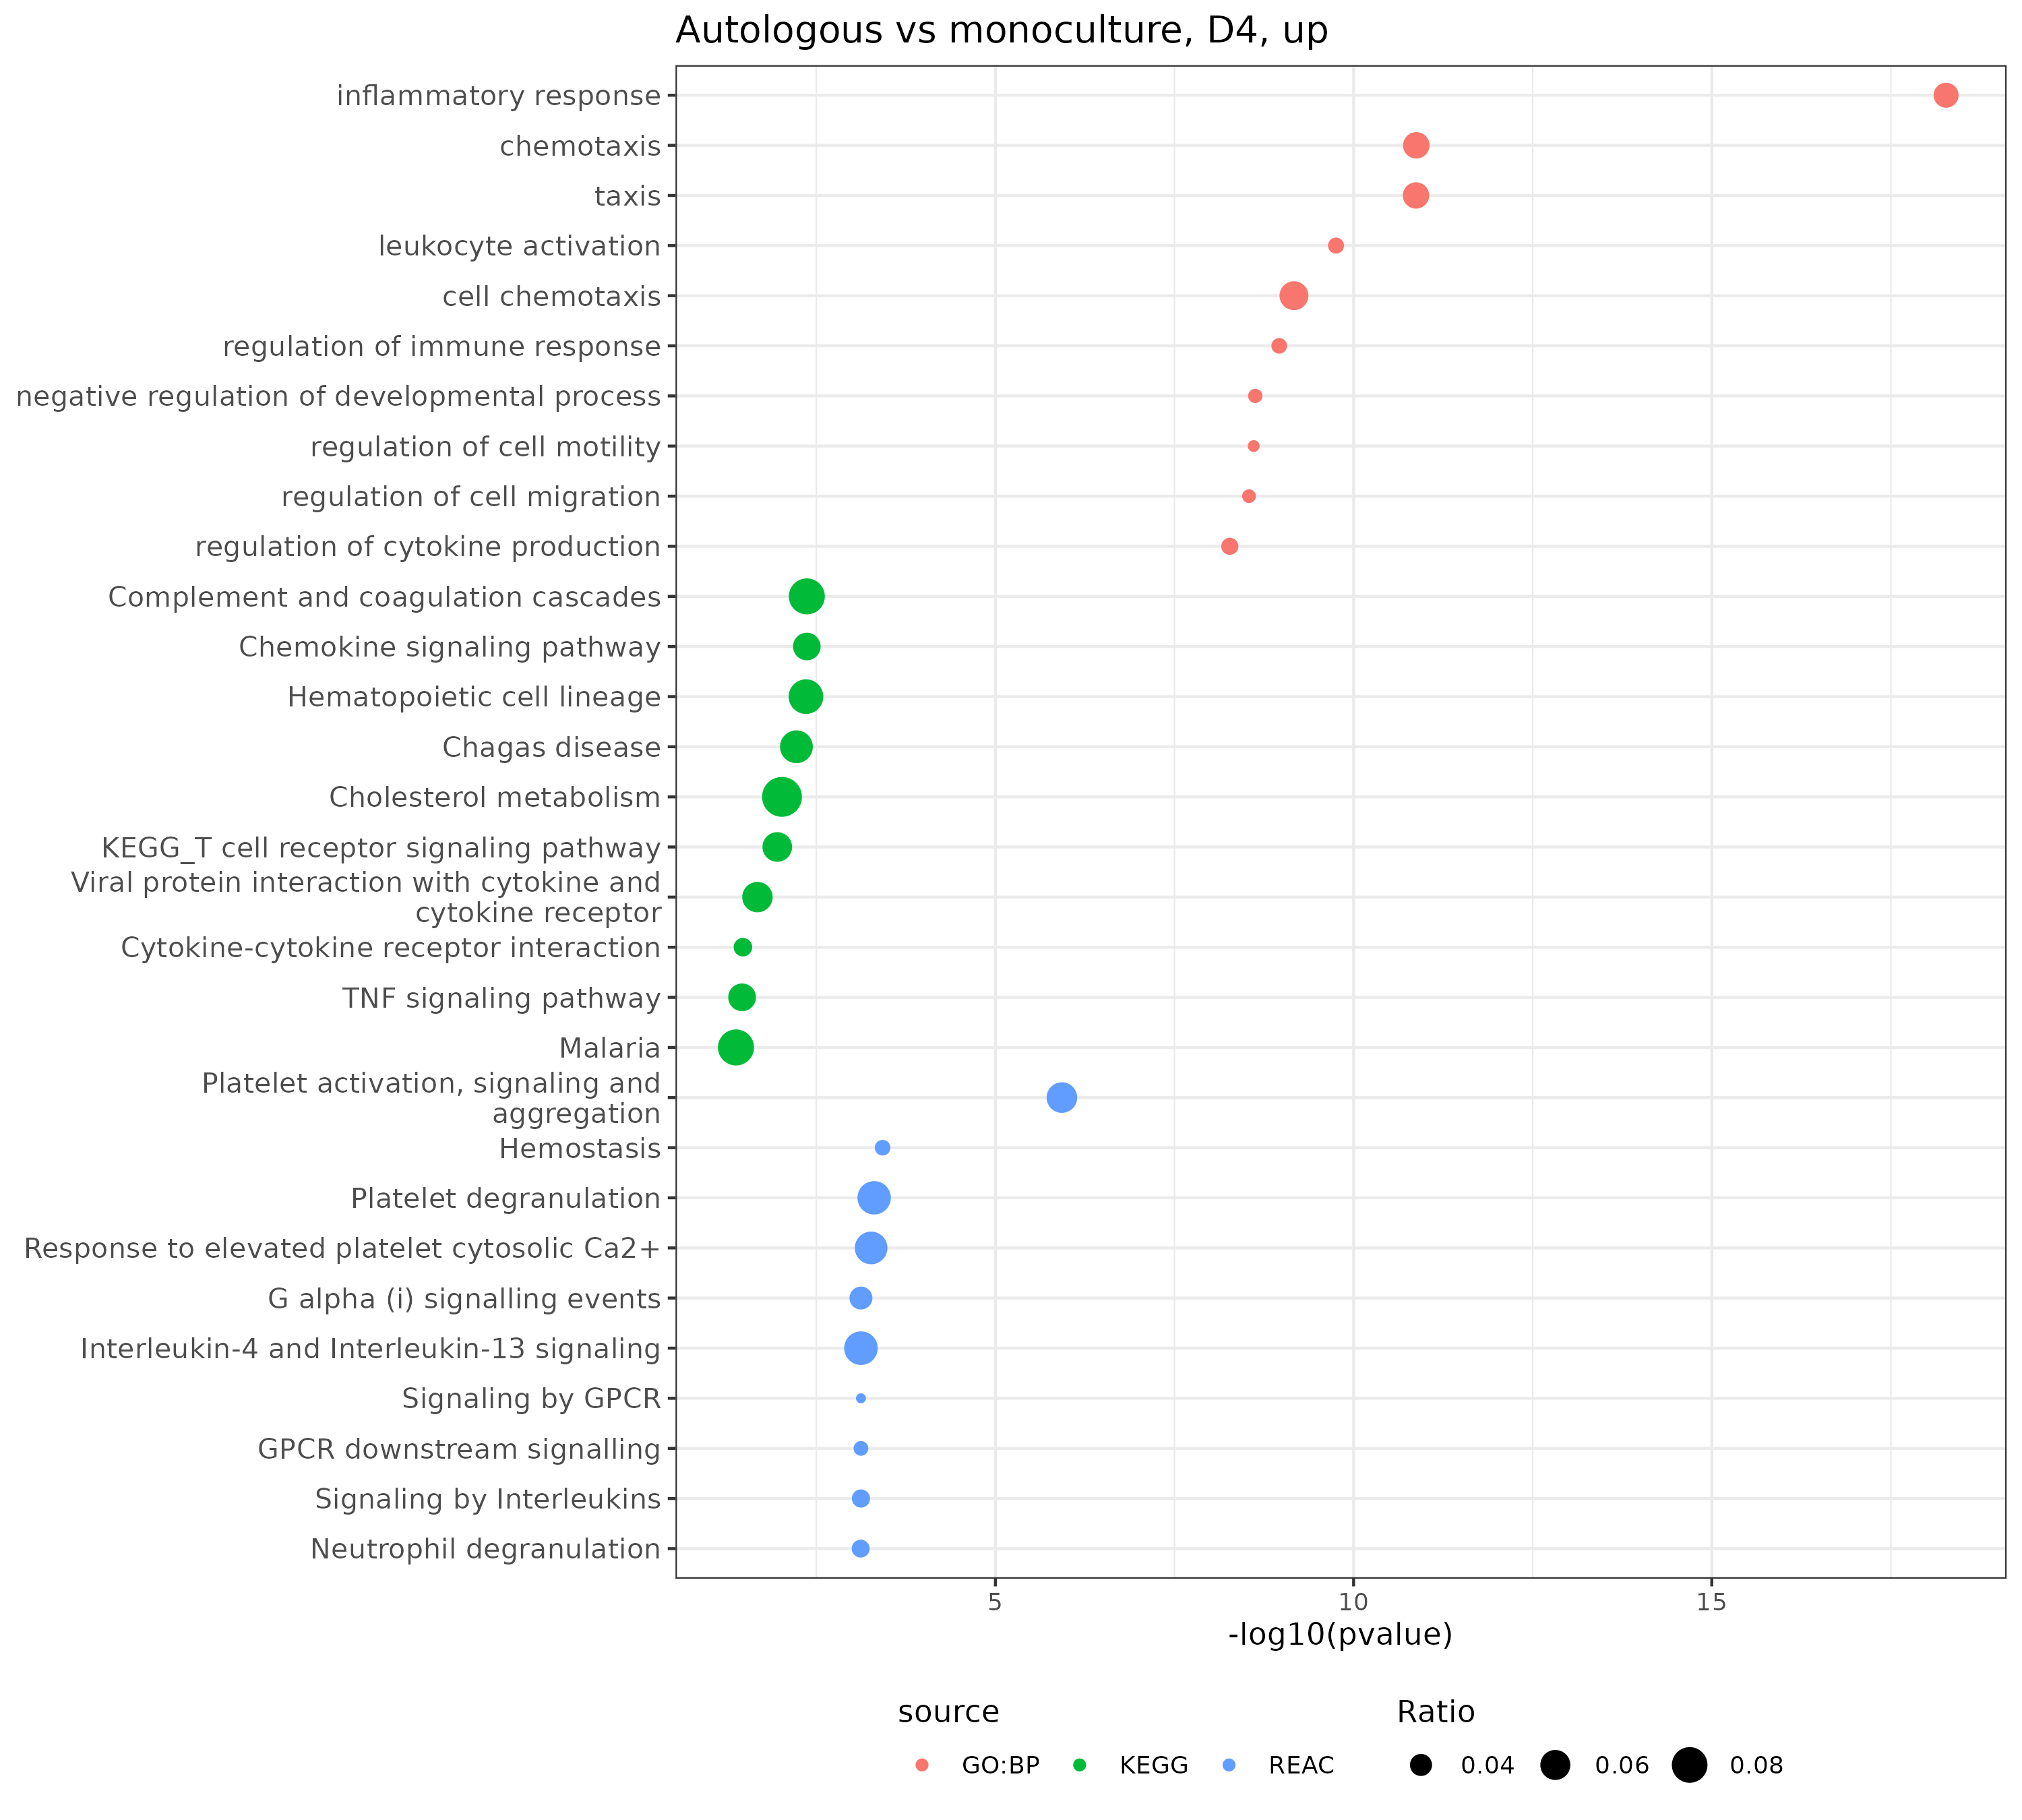 Autologous vs monoculture, D4, up
inflammatory response
chemotaxis
taxis
leukocyte activation
cell chemotaxis
regulation of immune response
negative regulation of developmental process
regulation of cell motility
regulation of cell migration
regulation of cytokine production
Complement and coagulation cascades
Chemokine signaling pathway
Hematopoietic cell lineage
Chagas disease
Cholesterol metabolism
KEGG_T cell receptor signaling pathway
Viral protein interaction with cytokine and
cytokine receptor
Cytokine-cytokine receptor interaction
TNF signaling pathway
Malaria
Platelet activation, signaling and
aggregation
Hemostasis
Platelet degranulation
Response to elevated platelet cytosolic Ca2+
G alpha (i) signalling events
Interleukin-4 and Interleukin-13 signaling
Signaling by GPCR
GPCR downstream signalling
Signaling by Interleukins
Neutrophil degranulation
5 10 15
-log10(pvalue)
source Ratio
GO:BP KEGG REAC 0.04 0.06 0.08